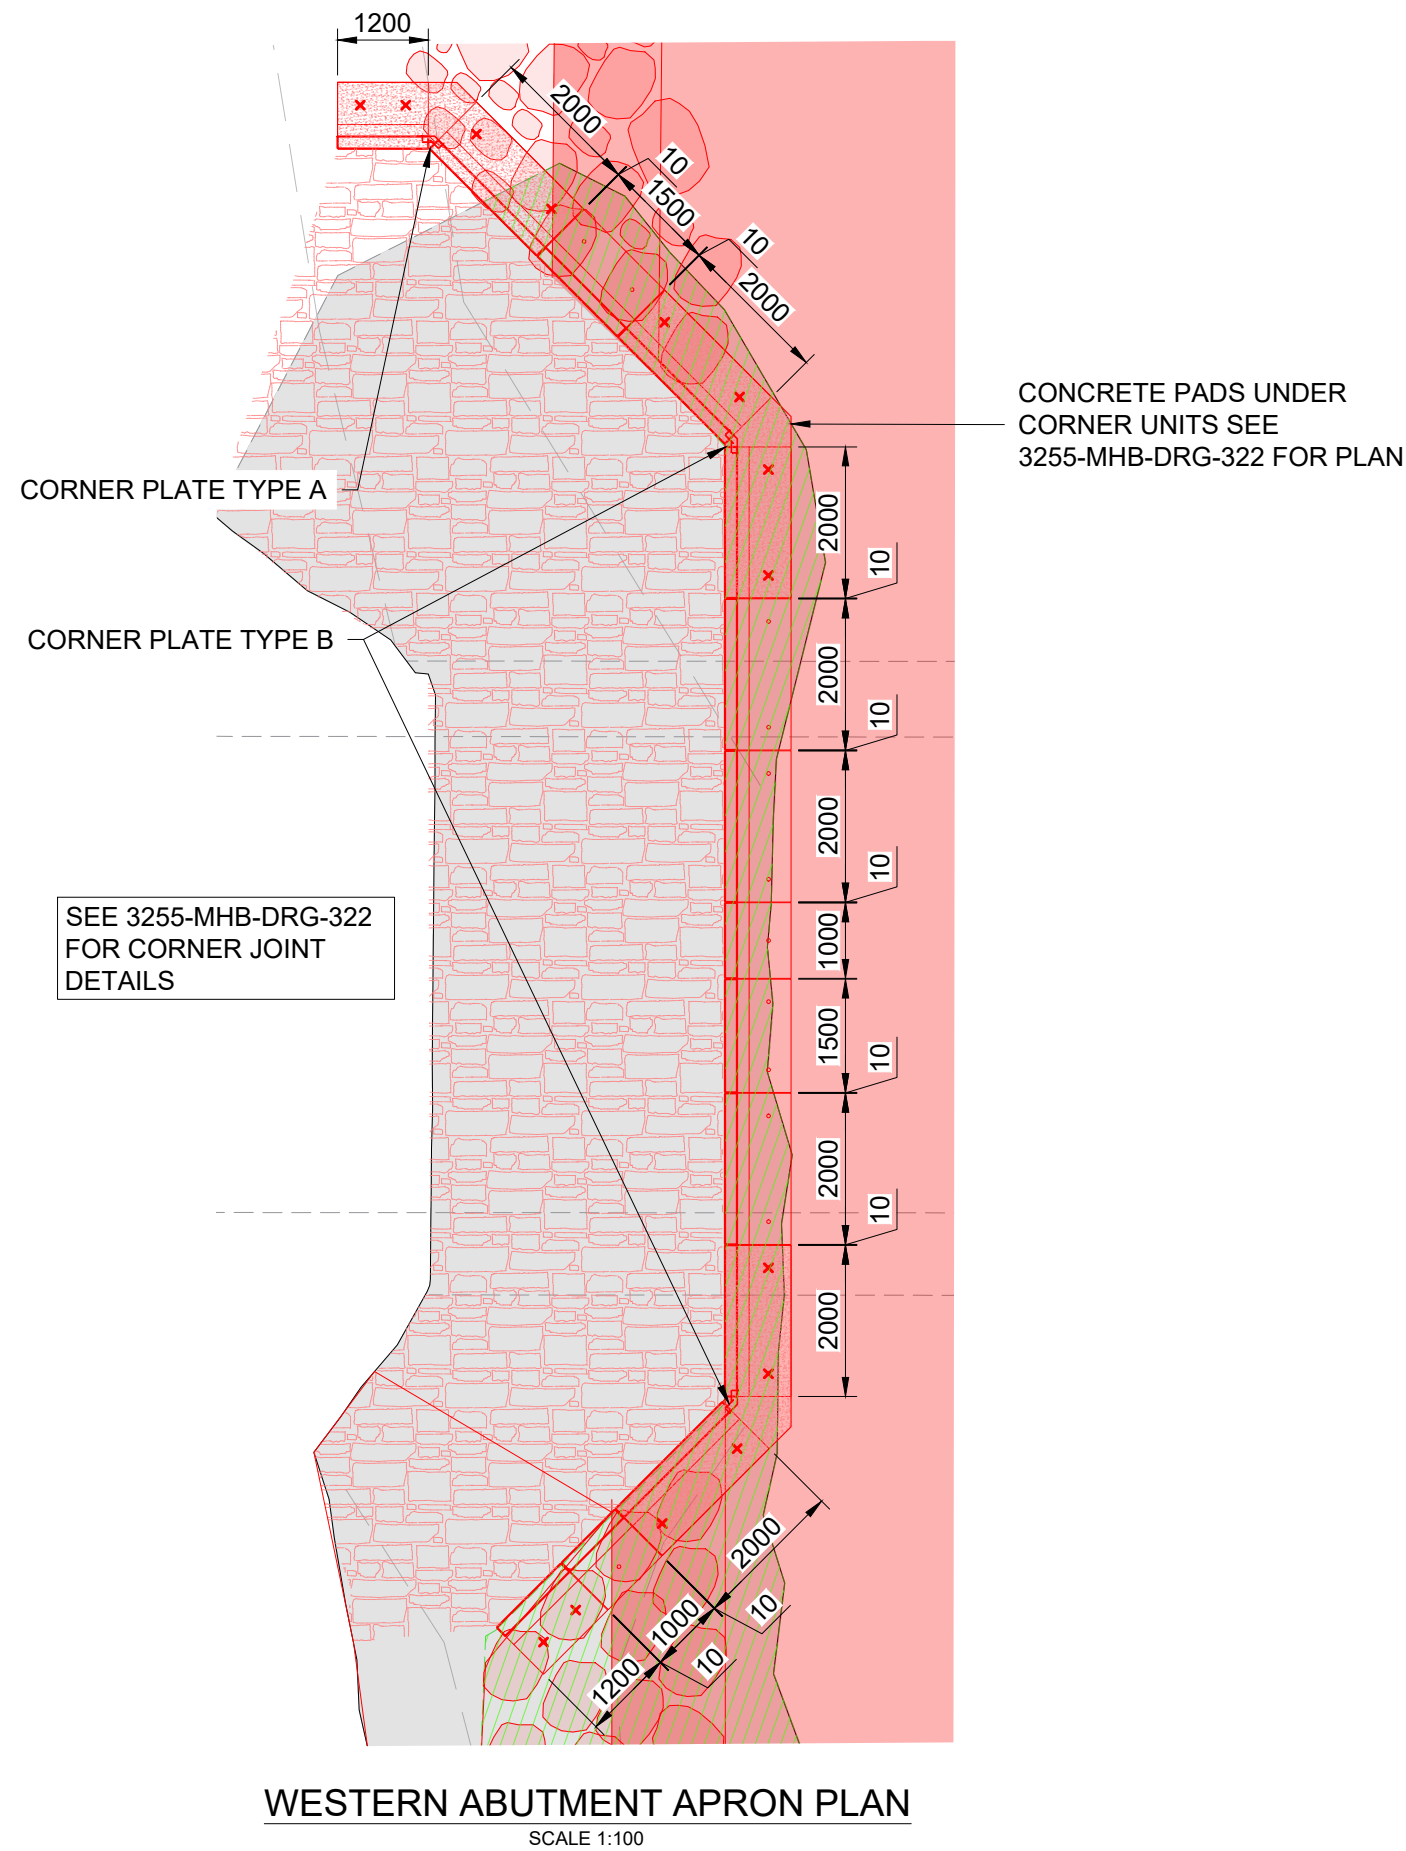 1200
2000
10
1500
10
2000
CONCRETE PADS UNDER
CORNER UNITS SEE
3255-MHB-DRG-322 FOR PLAN
CORNER PLATE TYPE A
2000
10
CORNER PLATE TYPE B
2000
10
2000
10
SEE 3255-MHB-DRG-322
FOR CORNER JOINT
DETAILS
1000
1500
10
2000
10
2000
2000
10
1000
10
1200
WESTERN ABUTMENT APRON PLAN
SCALE 1:100